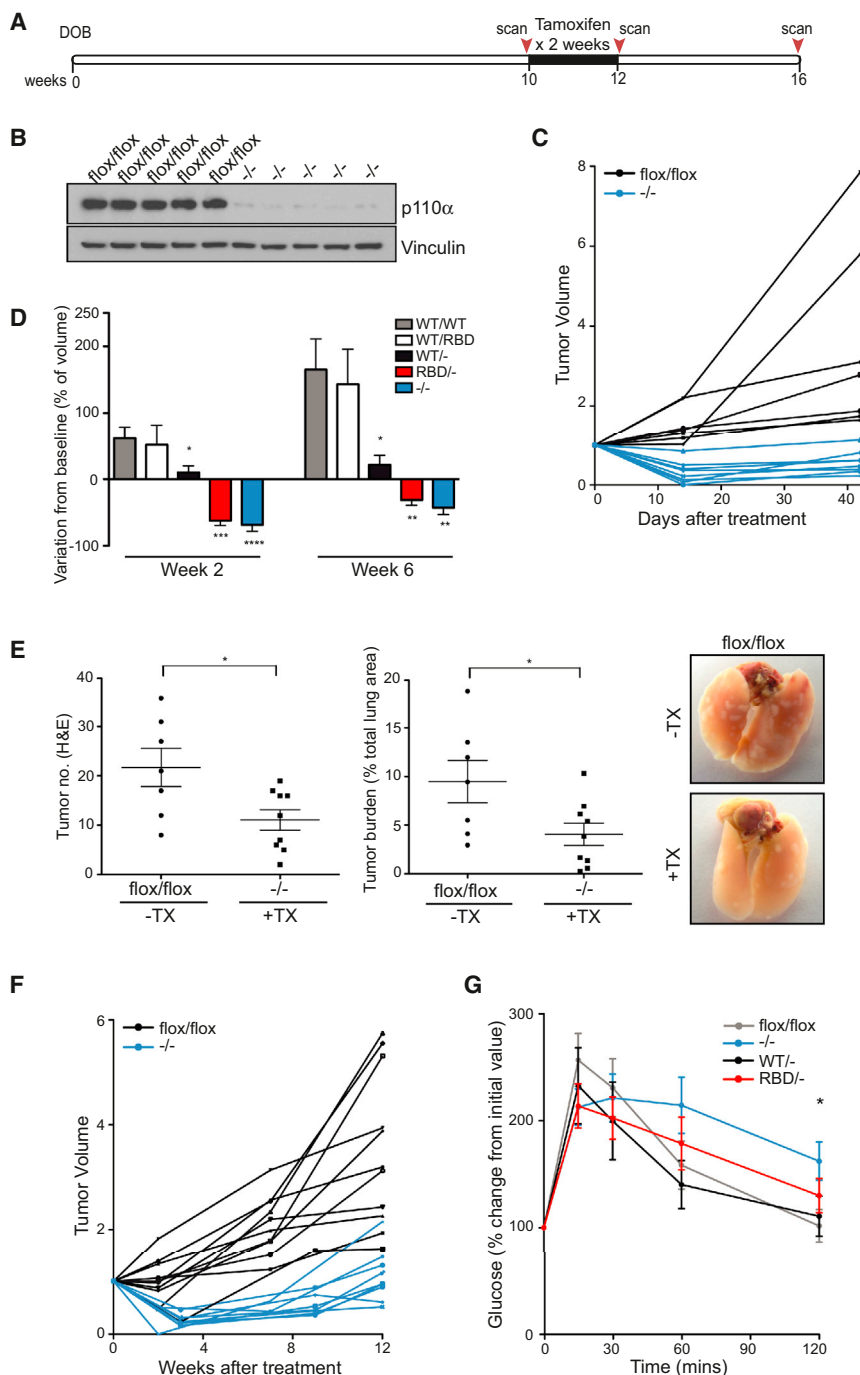 A
DOB
scan
Tamoxifen
x 2 weeks
scan
scan
weeks
0
10
12
16
B
flox/flox
flox/flox
flox/flox
flox/flox
flox/flox
-/-
-/-
-/-
-/-
-/-
p110α
Vinculin
C
flox/flox
-/-
Tumor Volume
8
6
4
2
0
0
10
20
30
40
Days after treatment
D
Variation from baseline (% of volume)
250
200
100
0
-100
WT/WT
WT/RBD
WT/-
RBD/-
-/-
*
***
****
*
**
**
Week 2
Week 6
E
Tumor no. (H&E)
40
30
20
10
0
*
flox/flox
-/-
-TX
+TX
Tumor burden (% total lung area)
20
15
10
5
0
*
flox/flox
-/-
-TX
+TX
flox/flox
-TX
+TX
F
flox/flox
-/-
Tumor Volume
6
4
2
0
0
4
8
12
Weeks after treatment
G
flox/flox
-/-
WT/-
RBD/-
*
Glucose (% change from initial value)
300
200
100
0
0
30
60
90
120
Time (mins)